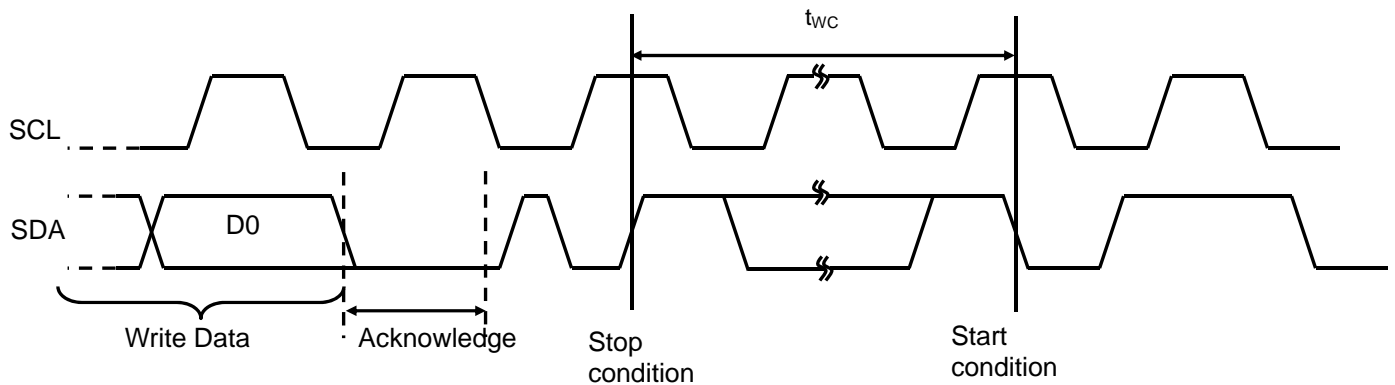 tWC
SCL
SDA
D0
Write Data
Acknowledge
Stop
condition
Start
condition